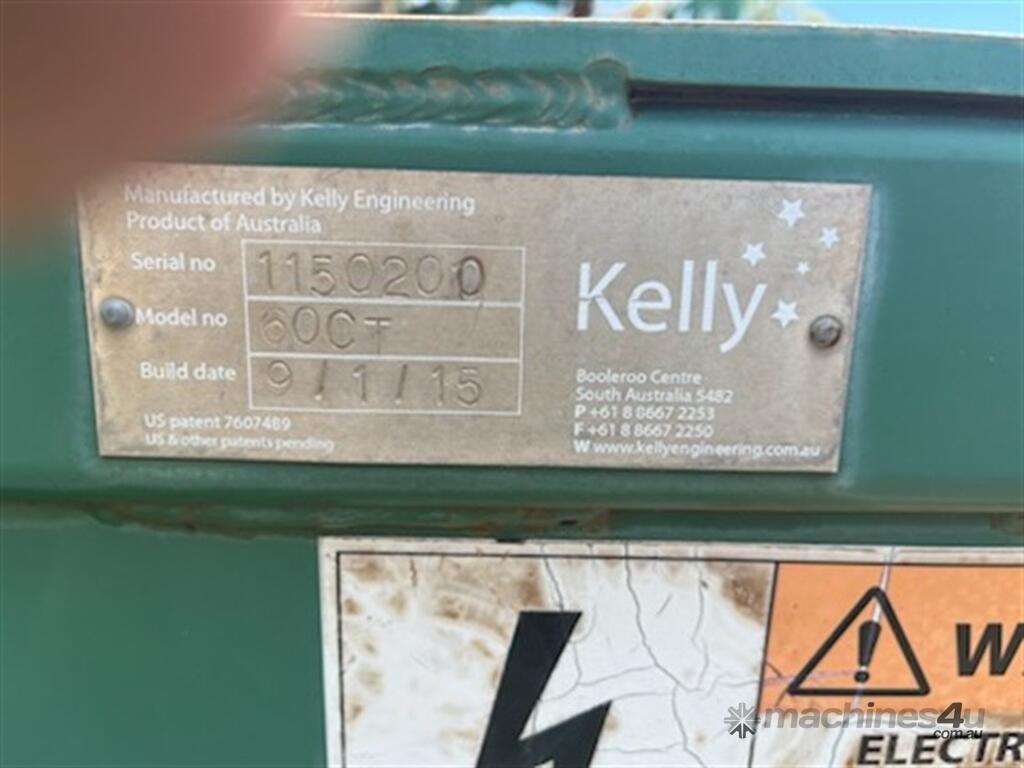 Manufactured by Kelly Engineering
Product of Australia
Serial no 1150200
Model no 60CT
Build date 9/1/15
US patent 7607489
US & other patents pending
Kelly
Booleroo Centre
South Australia 5482
P +61 8 8667 2253
F +61 8 8667 2250
W www.kellyengineering.com.au
W
ELECTR
machines4u
.com.au